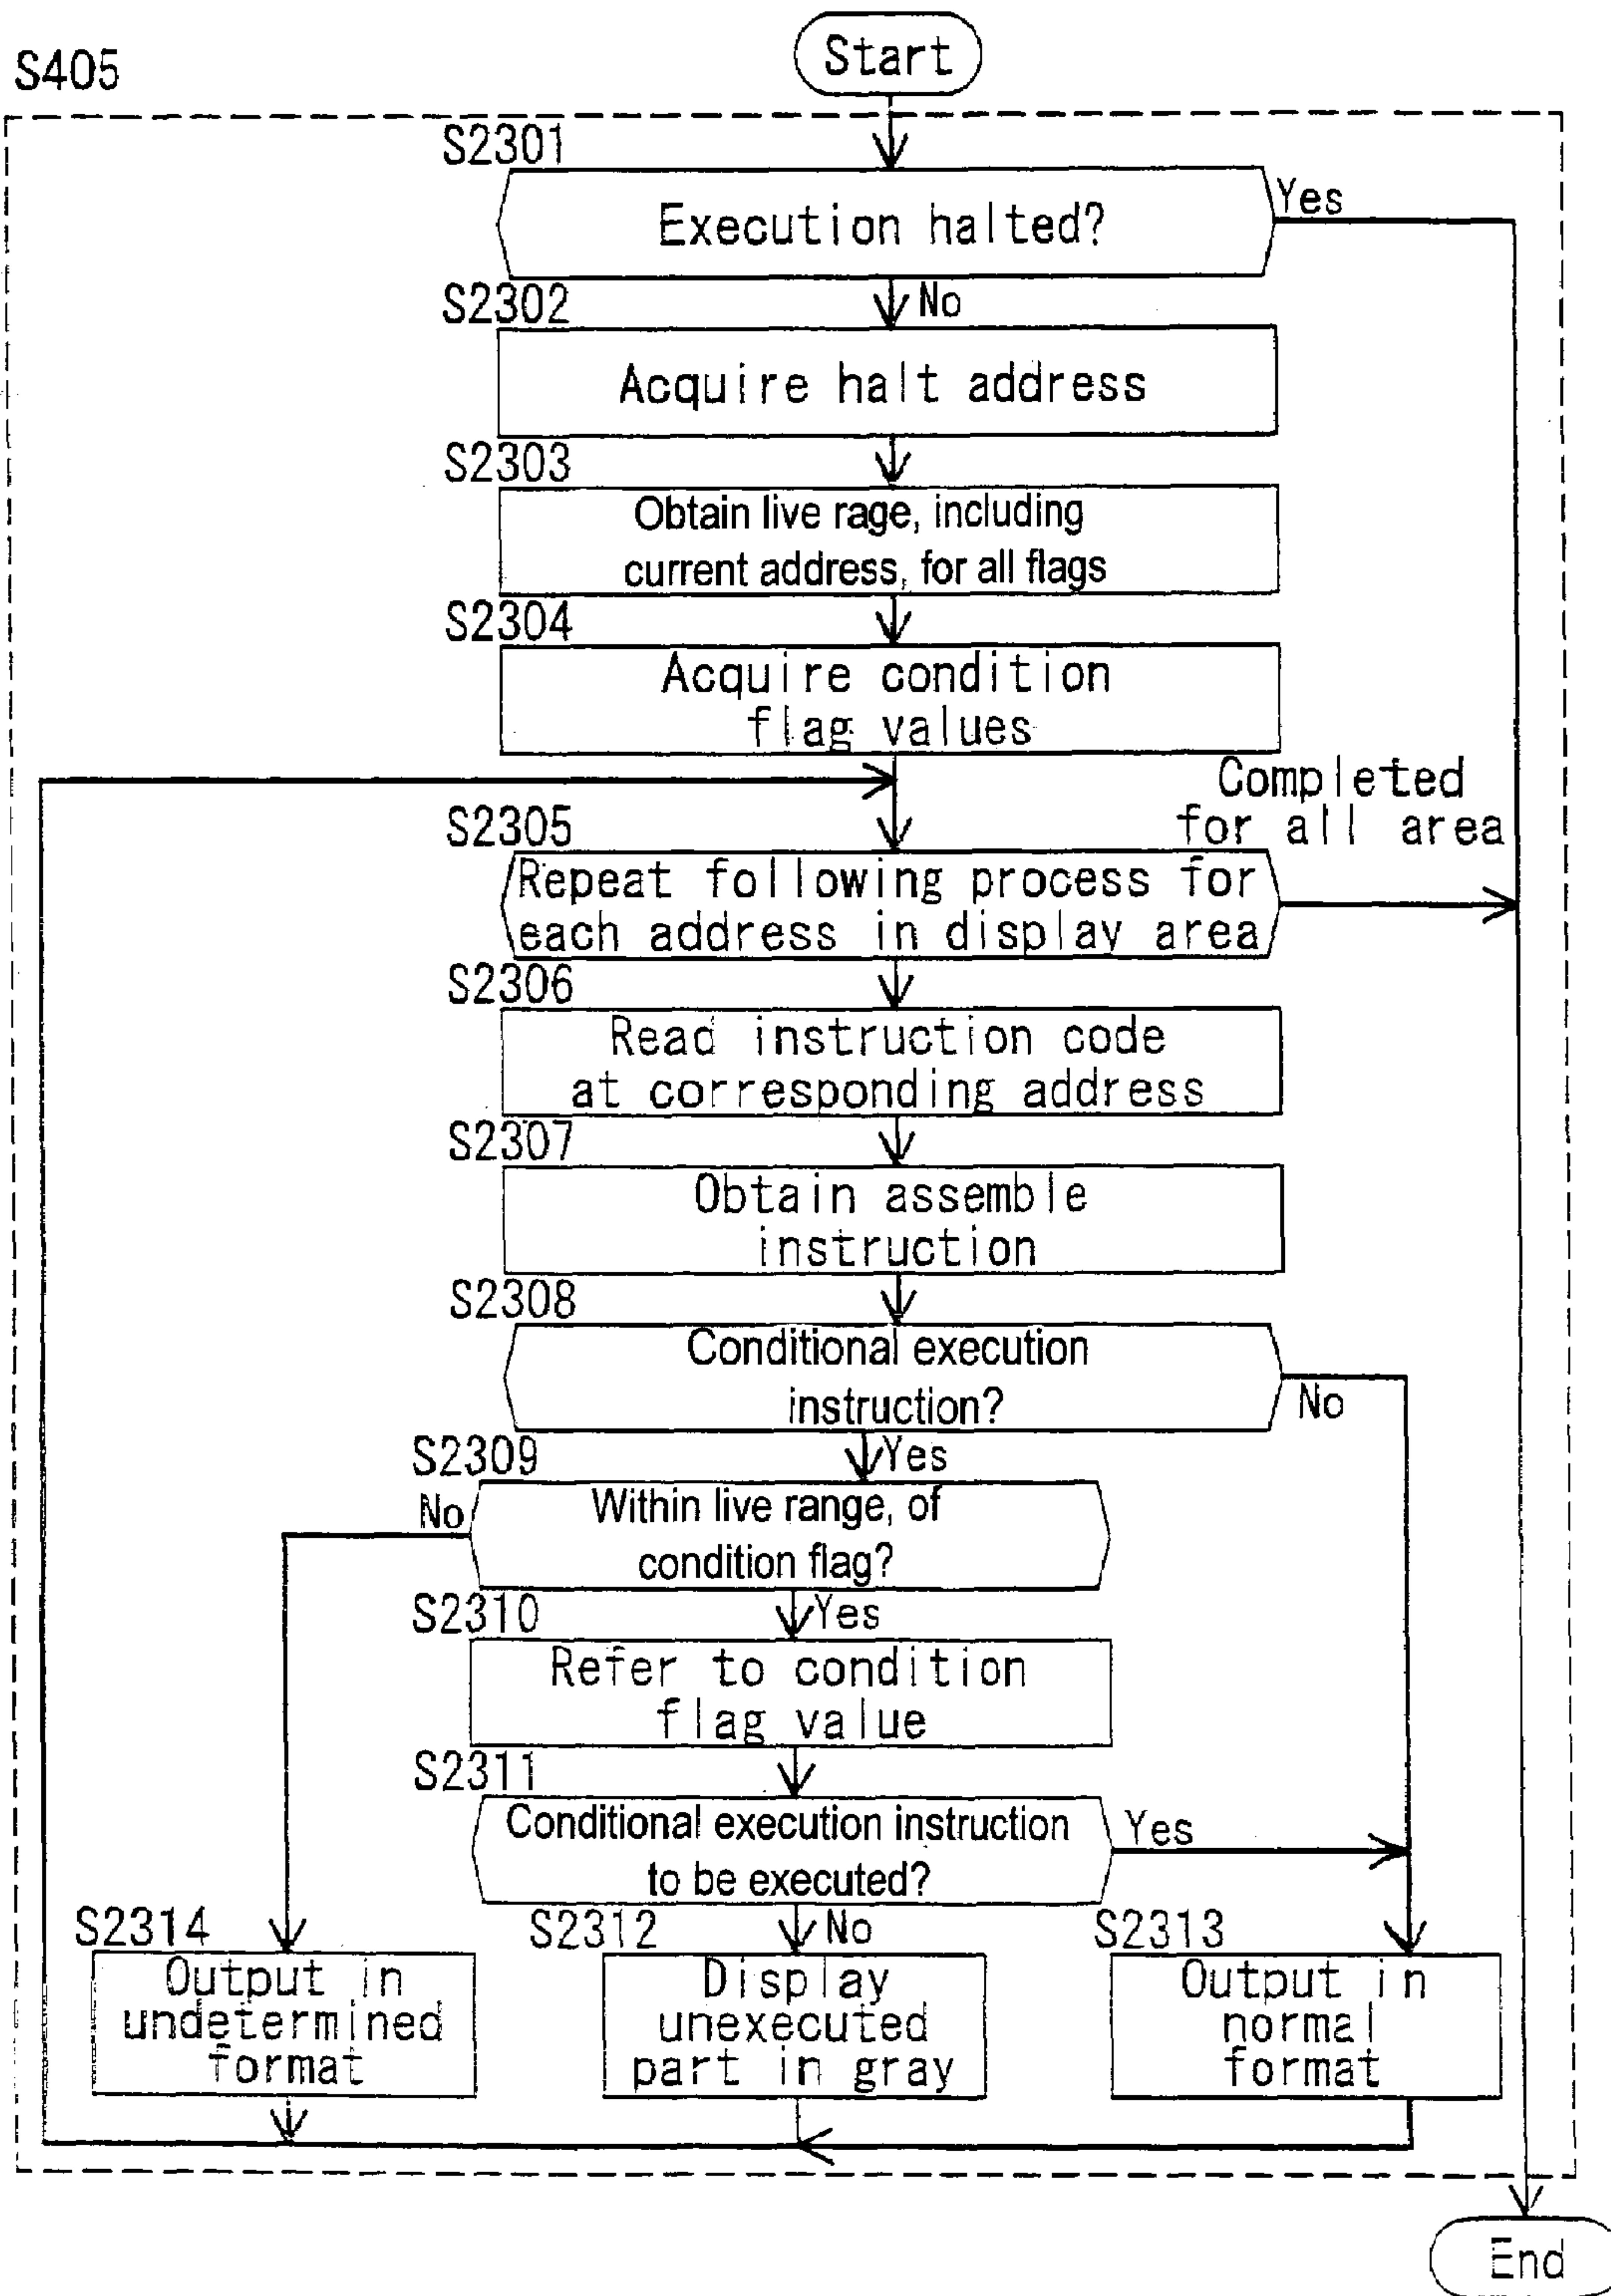 S405
Start
S2301
Execution halted?
Yes
S2302
No
Acquire halt address
S2303
Obtain live rage, including
current address, for all flags
S2304
Acquire condition
flag values
Completed
for all area
S2305
Repeat following process for
each address in display area
S2306
Read instruction code
at corresponding address
S2307
Obtain assemble
instruction
S2308
Conditional execution
instruction?
No
S2309
Yes
No
Within live range, of
condition flag?
S2310
Yes
Refer to condition
flag value
S2311
Conditional execution instruction
to be executed?
Yes
S2314
S2312
No
S2313
Output in
undetermined
format
Display
unexecuted
part in gray
Output in
normal
format
End